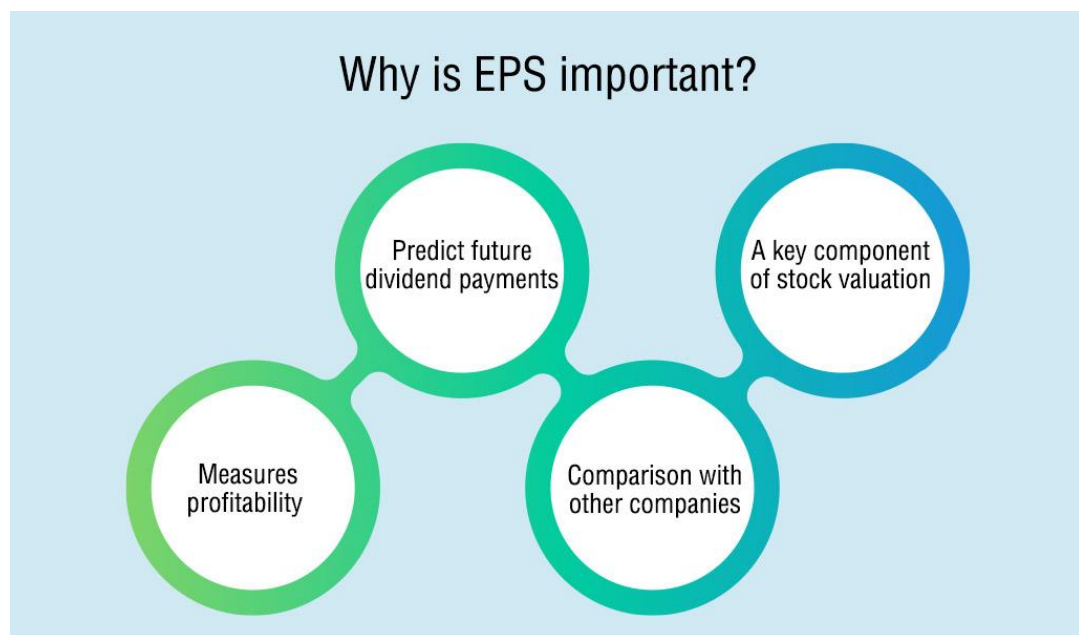 Why is EPS important?
Measures
profitability
Predict future
dividend payments
Comparison with
other companies
A key component
of stock valuation